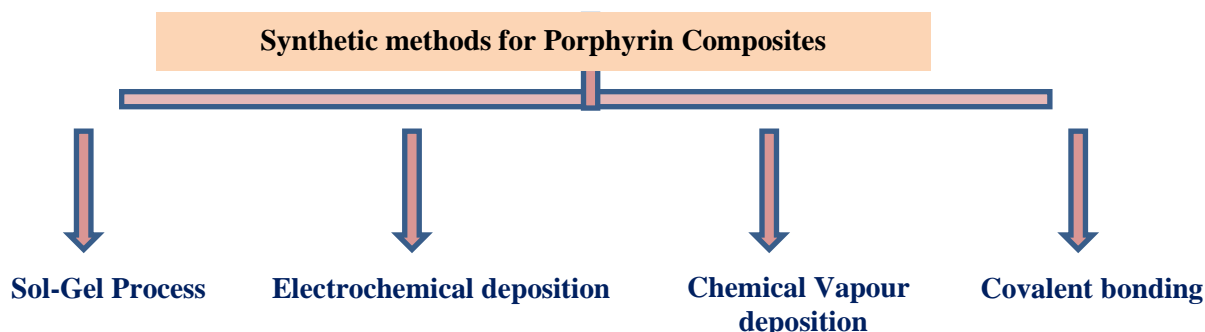 Synthetic methods for Porphyrin Composites
Sol-Gel Process
Electrochemical deposition
Chemical Vapour
deposition
Covalent bonding